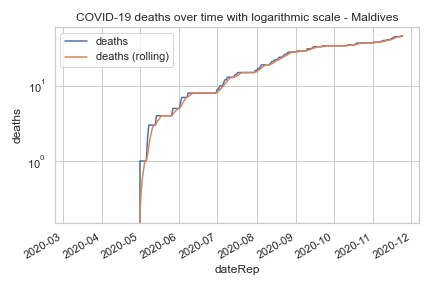 COVID-19 deaths over time with logarithmic scale - Maldives
deaths
deaths (rolling)
deaths
10¹
10⁰
2020-03
2020-04
2020-05
2020-06
2020-07
2020-08
2020-09
2020-10
2020-11
2020-12
dateRep